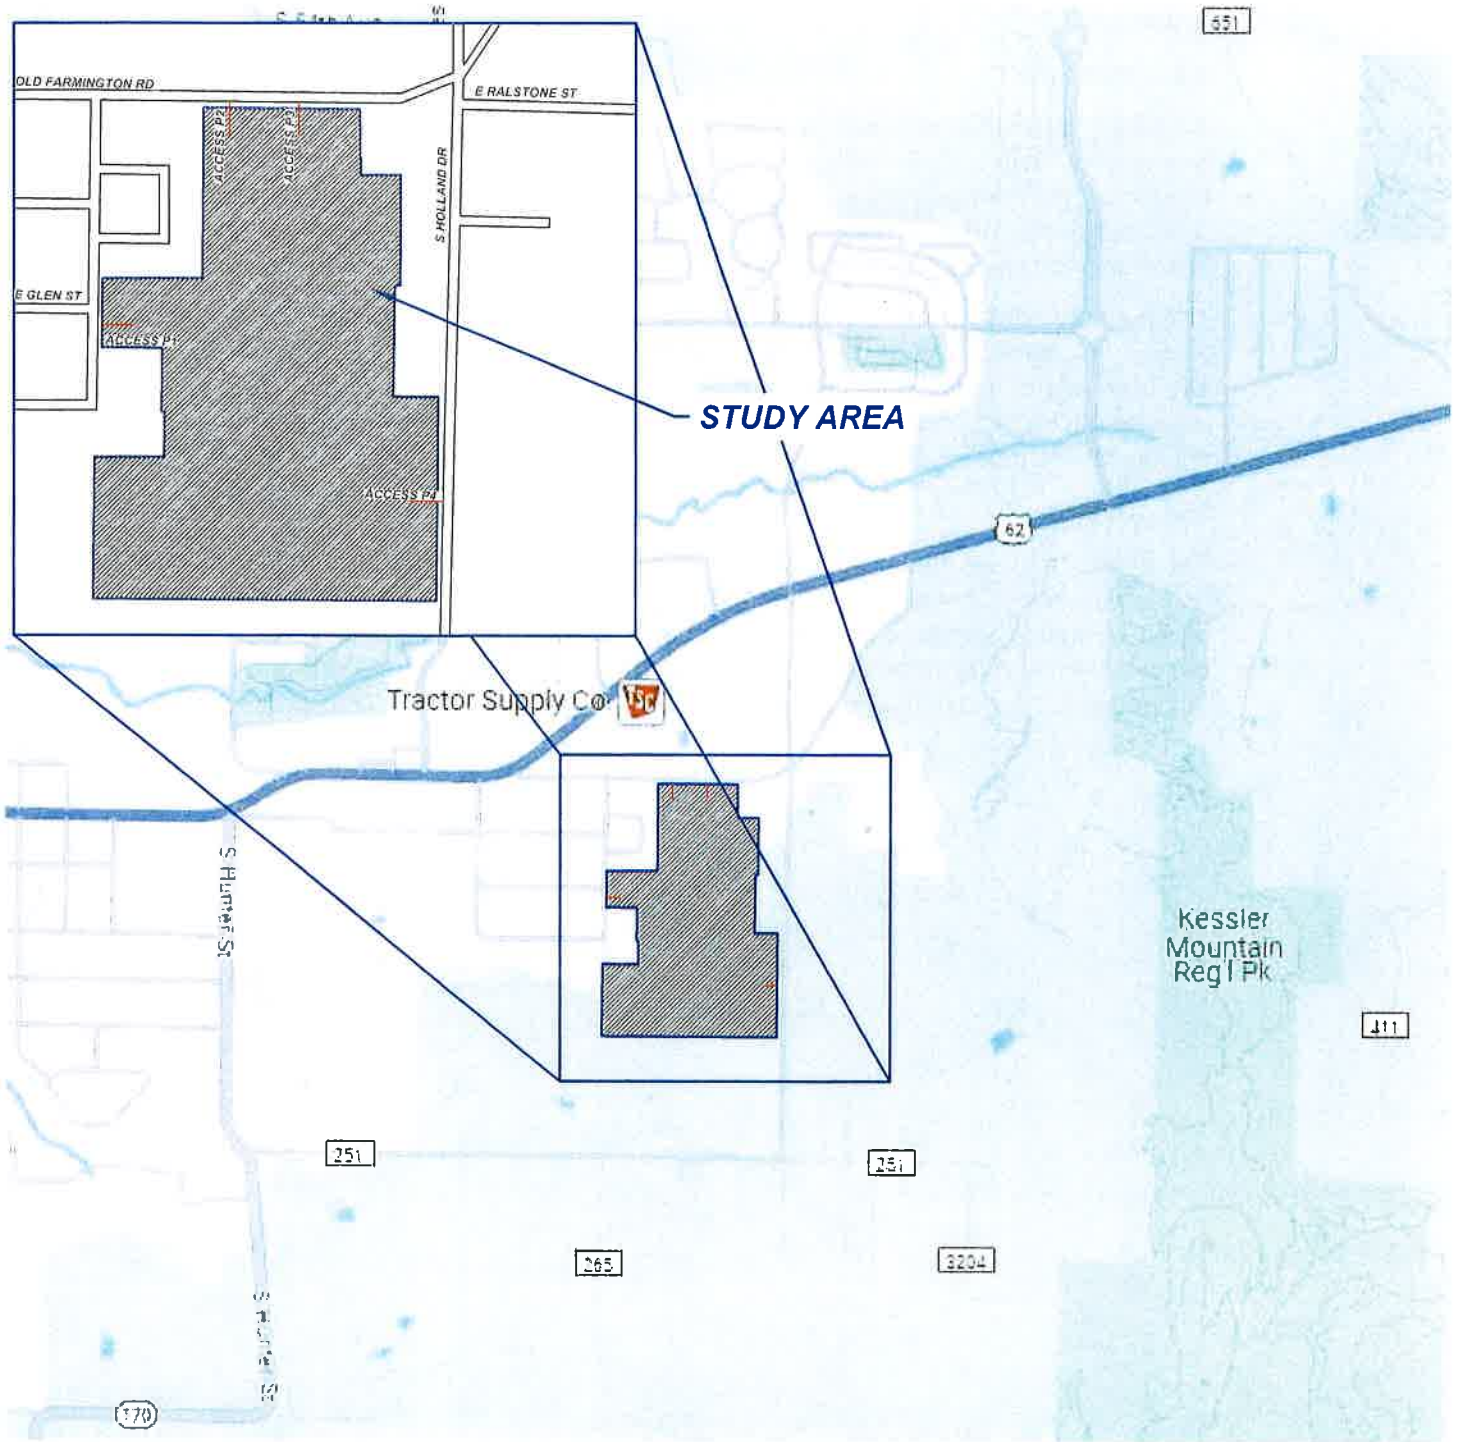 651
OLD FARMINGTON RD
E RALSTONE ST
ACCESS P2
ACCESS P3
S HOLLAND DR
E GLEN ST
ACCESS P1
STUDY AREA
ACCESS P4
62
Tractor Supply Co
TSC
S Hunter St
Kessler
Mountain
Reg'l Pk
411
251
251
265
3204
170